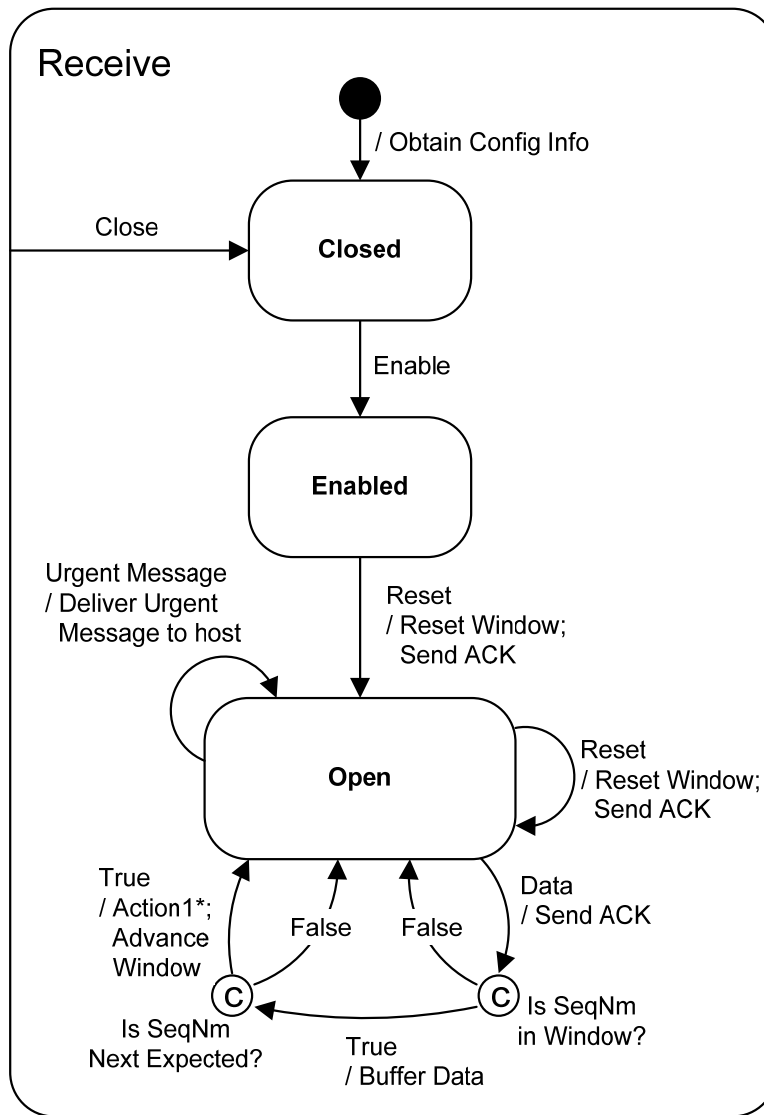 Receive
/ Obtain Config Info
Close
Closed
Enable
Enabled
Urgent Message
/ Deliver Urgent
Message to host
Reset
/ Reset Window;
Send ACK
Open
Reset
/ Reset Window;
Send ACK
True
/ Action1*;
Advance
Window
False
False
Data
/ Send ACK
C
C
Is SeqNm
Next Expected?
True
/ Buffer Data
Is SeqNm
in Window?